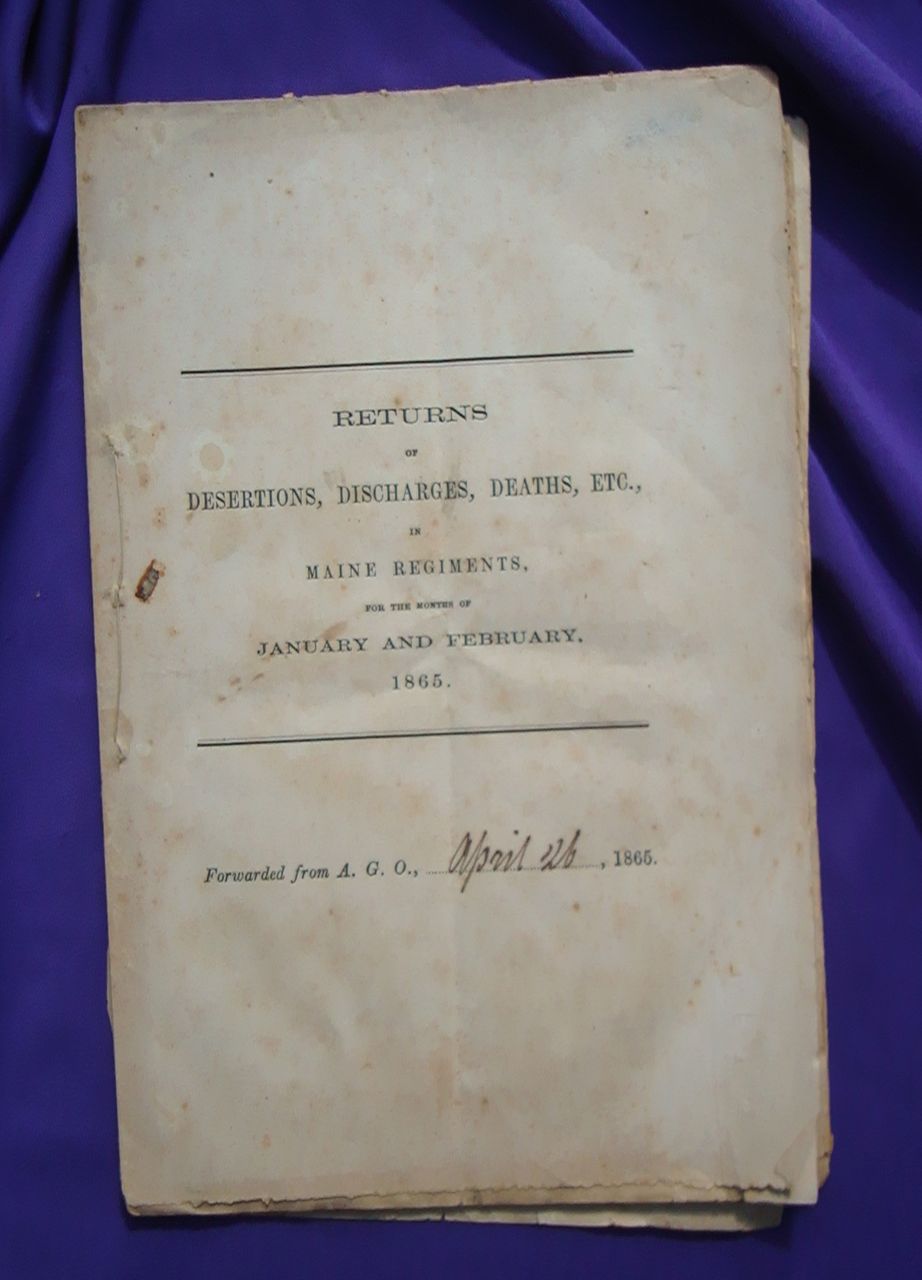 RETURNS
OF
DESERTIONS, DISCHARGES, DEATHS, ETC.,
IN
MAINE REGIMENTS,
FOR THE MONTHS OF
JANUARY AND FEBRUARY,
1865.
Forwarded from A. G. O., April 26, 1865.